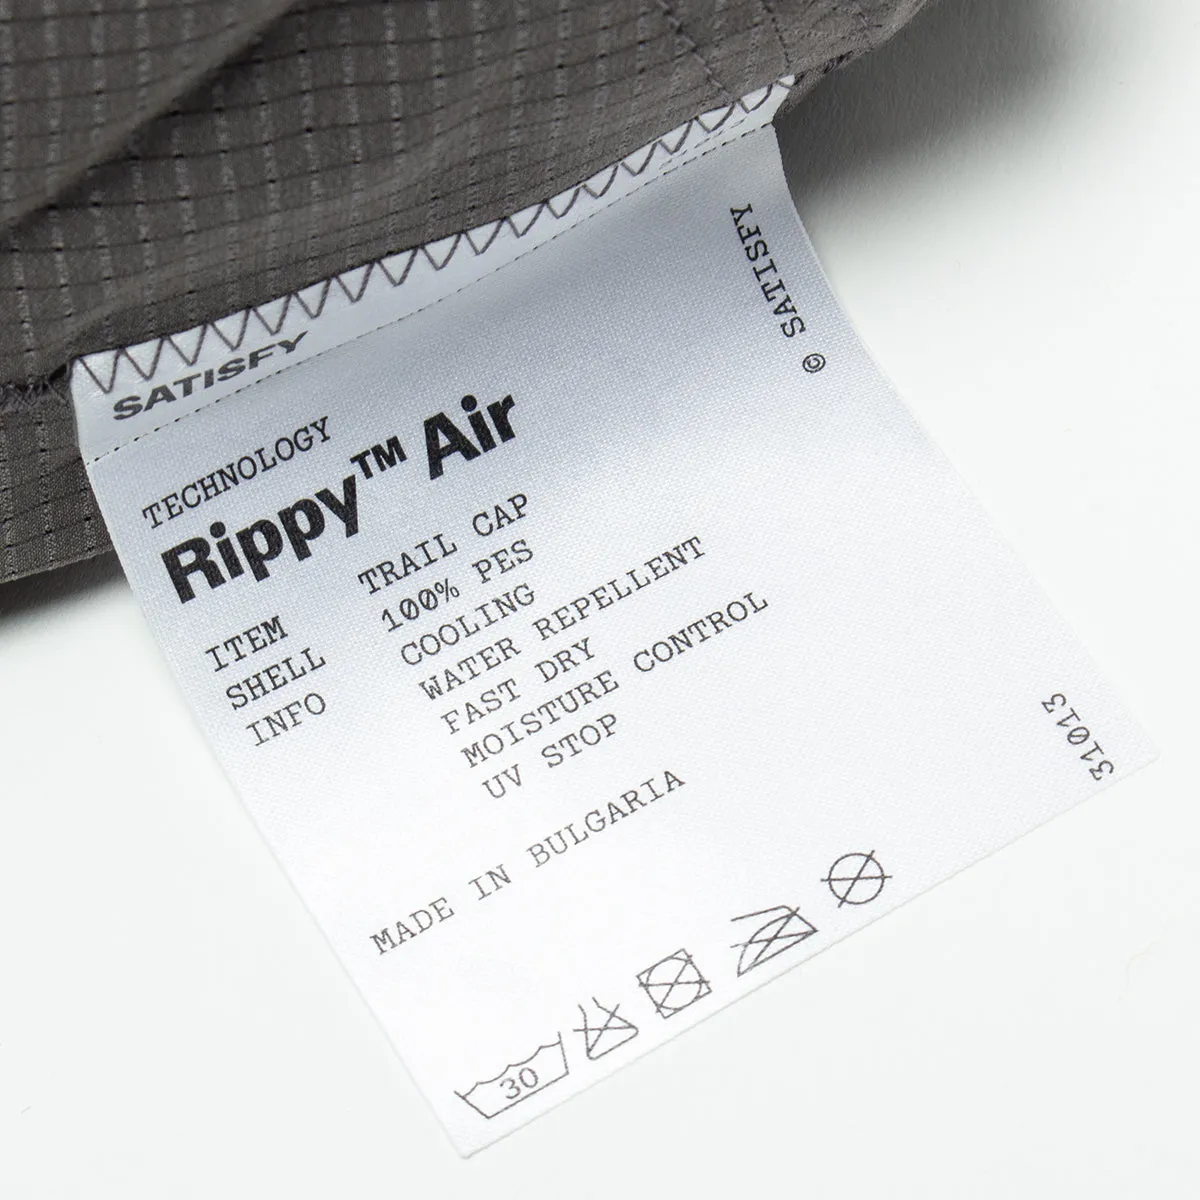 SATISFY
TECHNOLOGY
Rippy™ Air
ITEM TRAIL CAP
SHELL 100% PES
INFO COOLING
WATER REPELLENT
FAST DRY
MOISTURE CONTROL
UV STOP
MADE IN BULGARIA
30
© SATISFY
31013